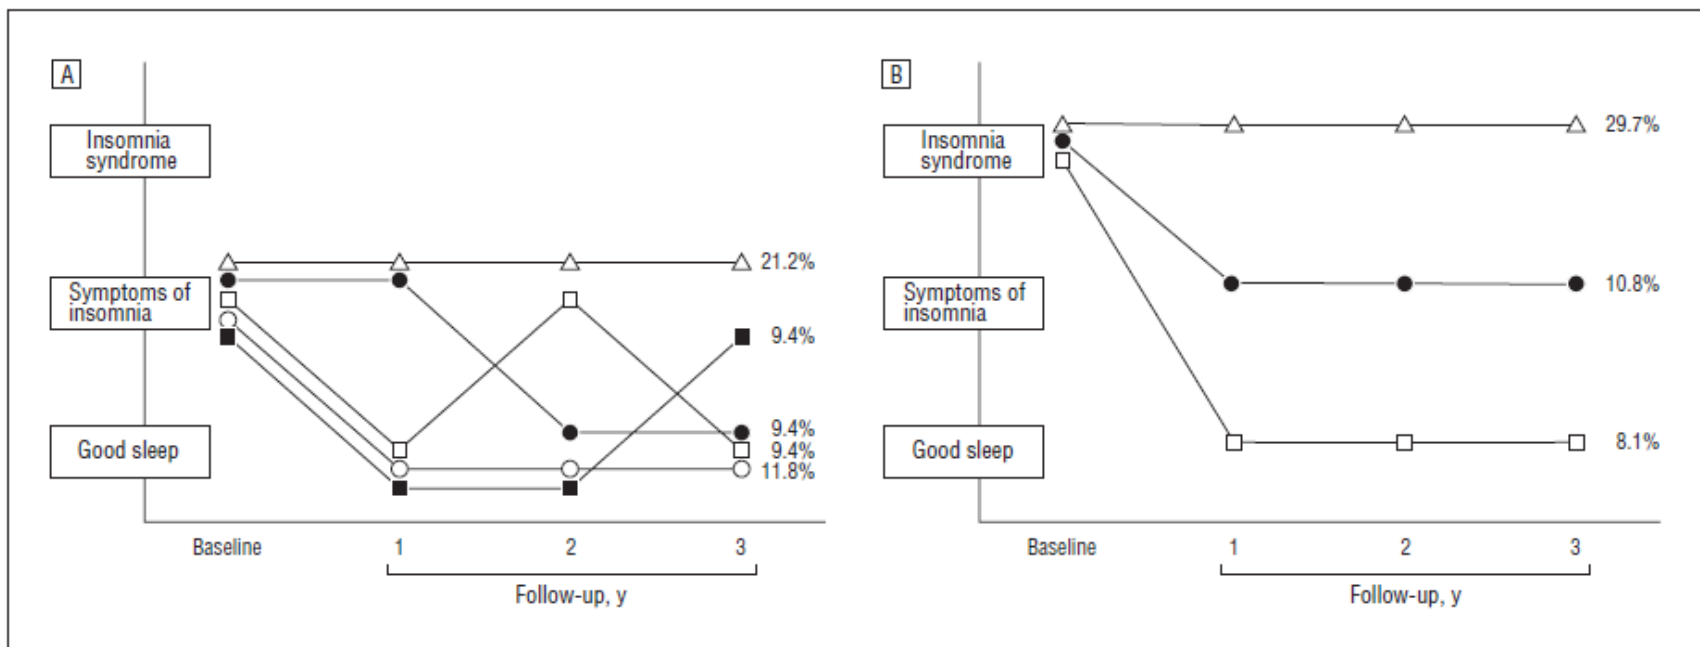 A
Insomnia
syndrome
Symptoms of
insomnia
Good sleep
21.2%
9.4%
9.4%
9.4%
11.8%
Baseline
1
2
3
Follow-up, y
B
Insomnia
syndrome
Symptoms of
insomnia
Good sleep
29.7%
10.8%
8.1%
Baseline
1
2
3
Follow-up, y